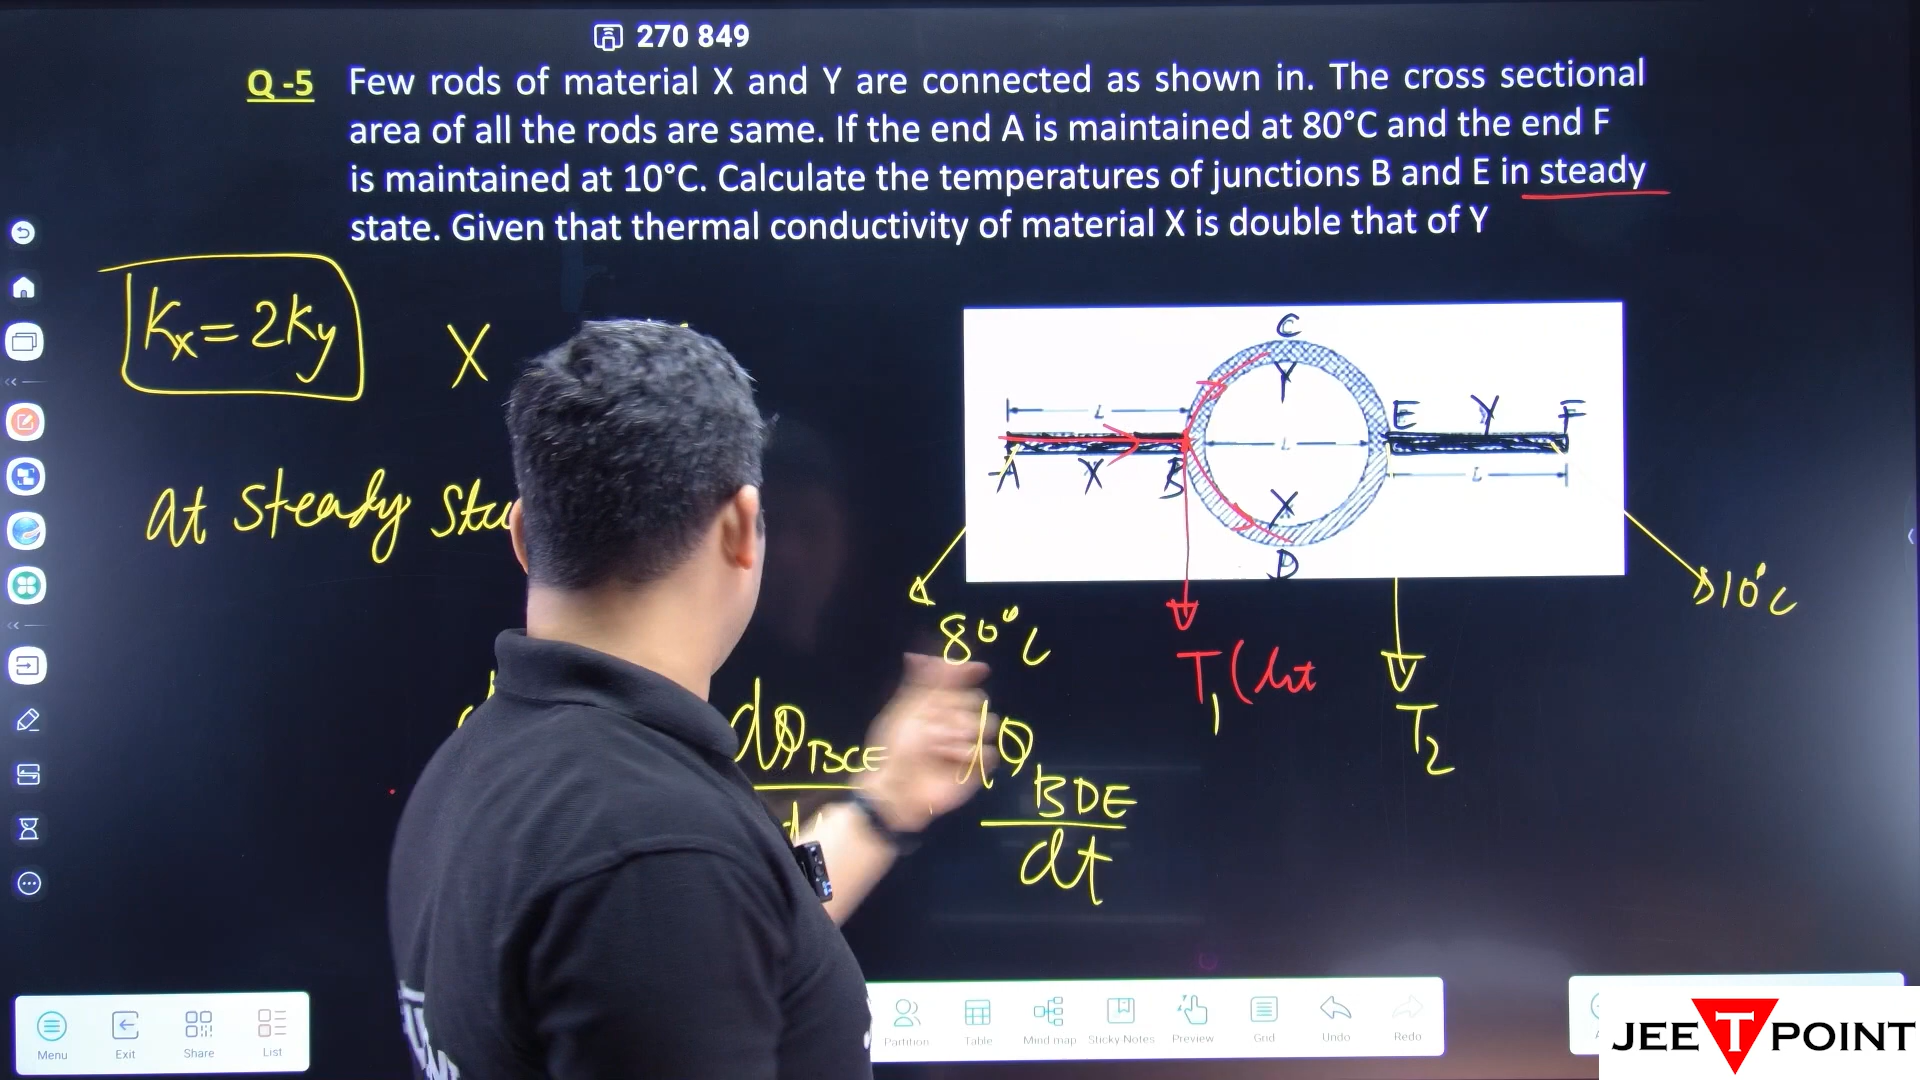 270 849
Q -5 Few rods of material X and Y are connected as shown in. The cross sectional
area of all the rods are same. If the end A is maintained at 80°C and the end F
is maintained at 10°C. Calculate the temperatures of junctions B and E in steady
state. Given that thermal conductivity of material X is double that of Y
Kx = 2Ky
X
C
Y
L
L
E Y F
A X B
X
L
D
at steady
80°C
10°C
T1
T2
dQBCE
dQBDE
dt
Menu Exit Share List
Partition Table Mind map Sticky Notes Preview Grid Undo Redo
JEE T POINT